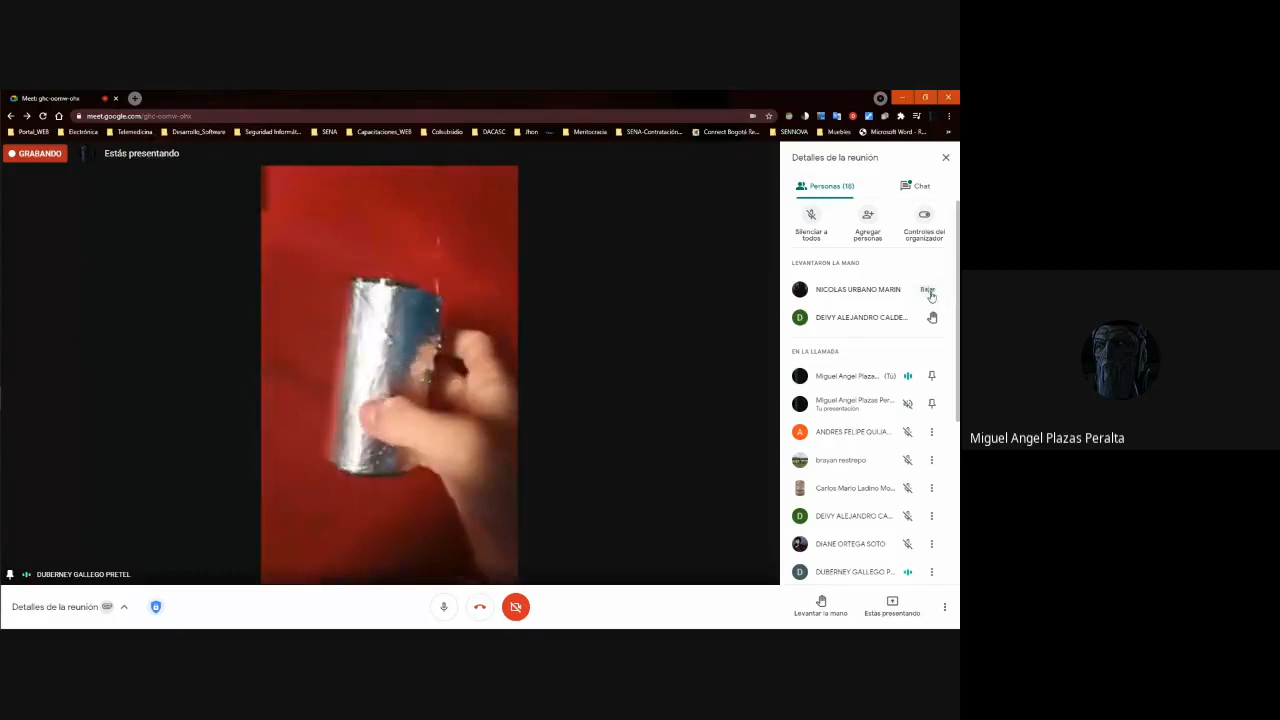 Meet: ghc-oomw-ohx
meet.google.com/ghc-oomw-ohx
Portal_WEB Electrónica Telemedicina Desarrollo_Software Seguridad Informát... SENA Capacitaciones_WEB Colsubsidio DACASC Jhon Meritocracia SENA-Contratación... Connect Bogotá Re... SENNOVA Muebles Microsoft Word - R... »
GRABANDO Estás presentando
Detalles de la reunión
Personas (18) Chat
Silenciar a todos
Agregar personas
Controles del organizador
LEVANTARON LA MANO
NICOLAS URBANO MARIN Bajar
DEIVY ALEJANDRO CALDE...
EN LA LLAMADA
Miguel Angel Plaza... (Tú)
Miguel Angel Plazas Per...
Tu presentación
ANDRES FELIPE QUIJA...
brayan restrepo
Carlos Mario Ladino Mo...
DEIVY ALEJANDRO CA...
DIANE ORTEGA SOTO
DUBERNEY GALLEGO P...
DUBERNEY GALLEGO PRETEL
Detalles de la reunión
Levantar la mano
Estás presentando
Miguel Angel Plazas Peralta